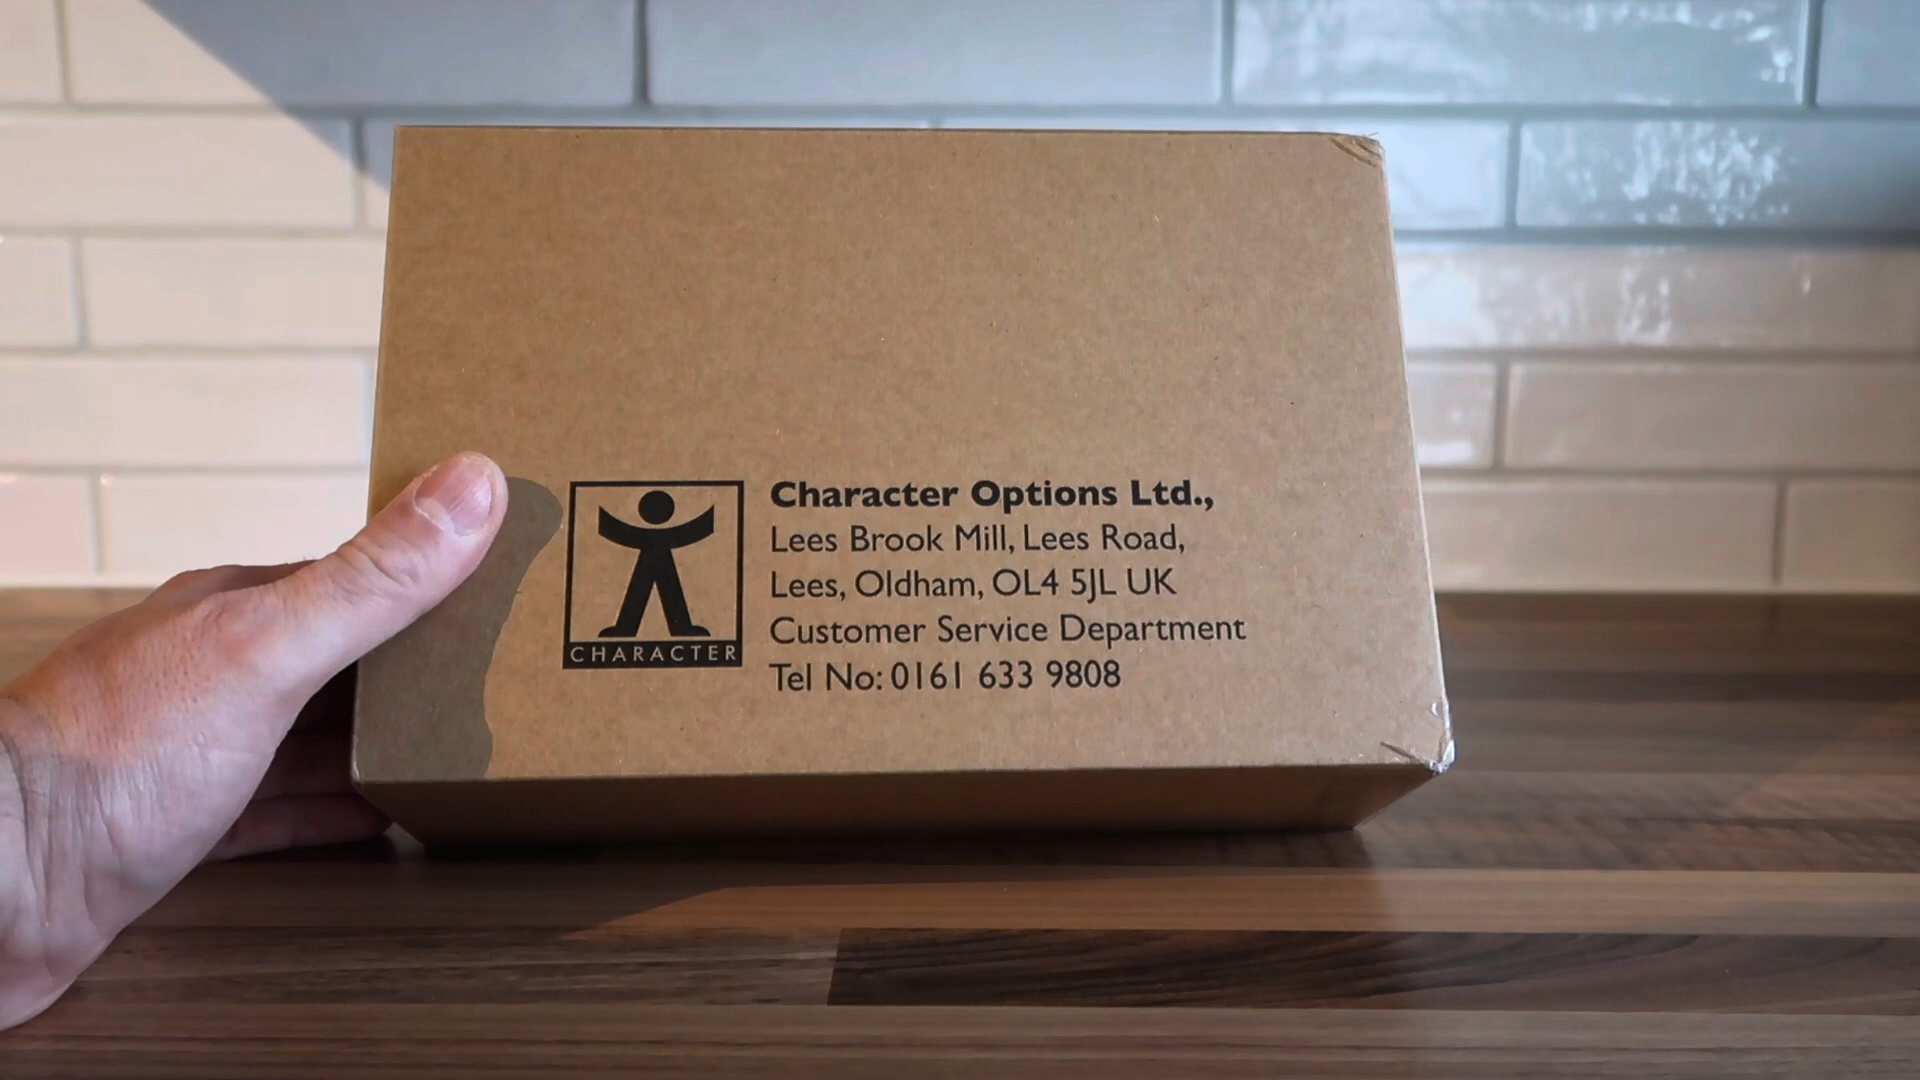 CHARACTER
Character Options Ltd.,
Lees Brook Mill, Lees Road,
Lees, Oldham, OL4 5JL UK
Customer Service Department
Tel No: 0161 633 9808